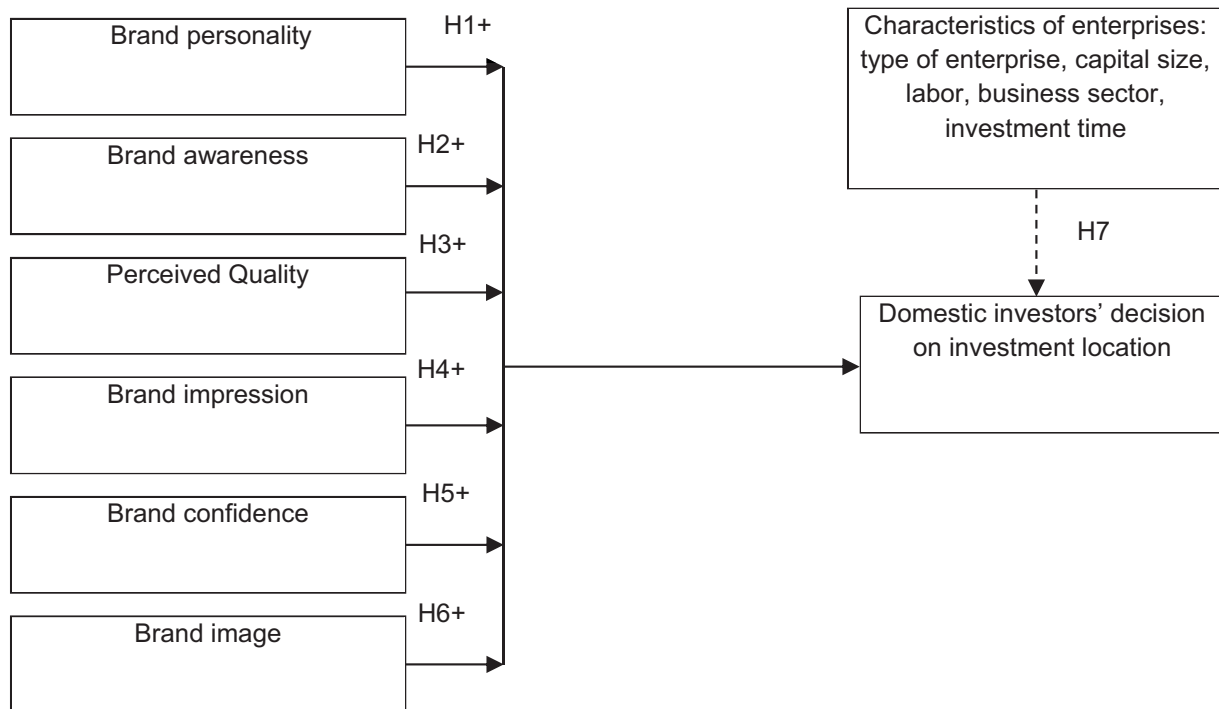 Brand personality
H1+
Brand awareness
H2+
Perceived Quality
H3+
Brand impression
H4+
Brand confidence
H5+
Brand image
H6+
Characteristics of enterprises:
type of enterprise, capital size,
labor, business sector,
investment time
H7
Domestic investors’ decision
on investment location